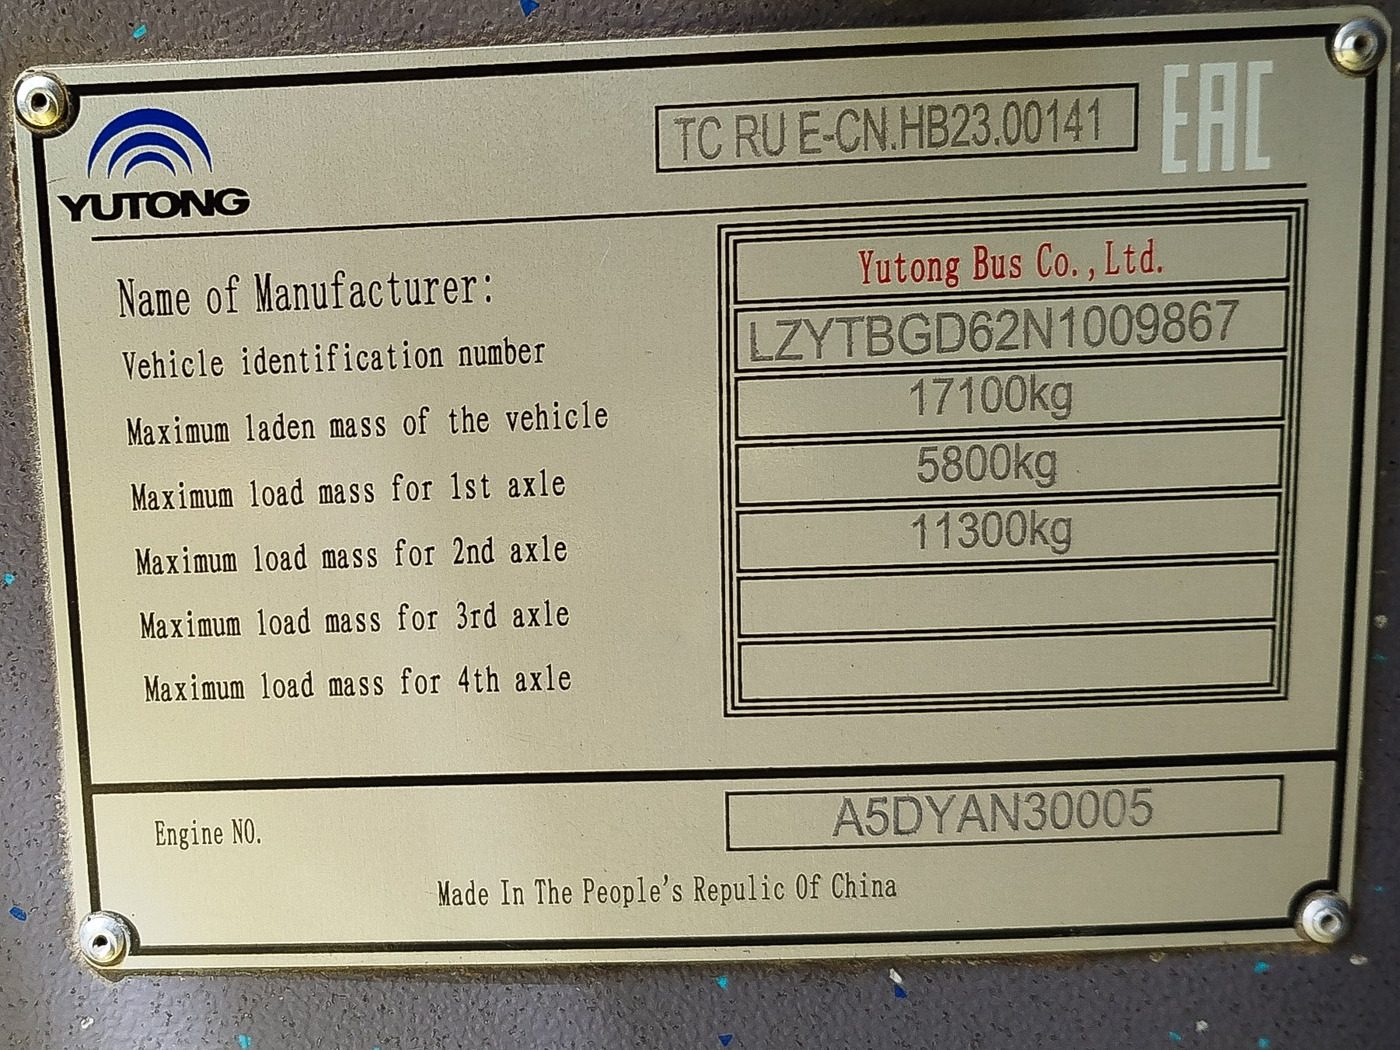 YUTONG
TC RU E-CN.HB23.00141
EAC
Name of Manufacturer: Yutong Bus Co.,Ltd.
Vehicle identification number LZYTBGD62N1009867
Maximum laden mass of the vehicle 17100kg
Maximum load mass for 1st axle 5800kg
Maximum load mass for 2nd axle 11300kg
Maximum load mass for 3rd axle
Maximum load mass for 4th axle
Engine NO. A5DYAN30005
Made In The People's Repulic Of China